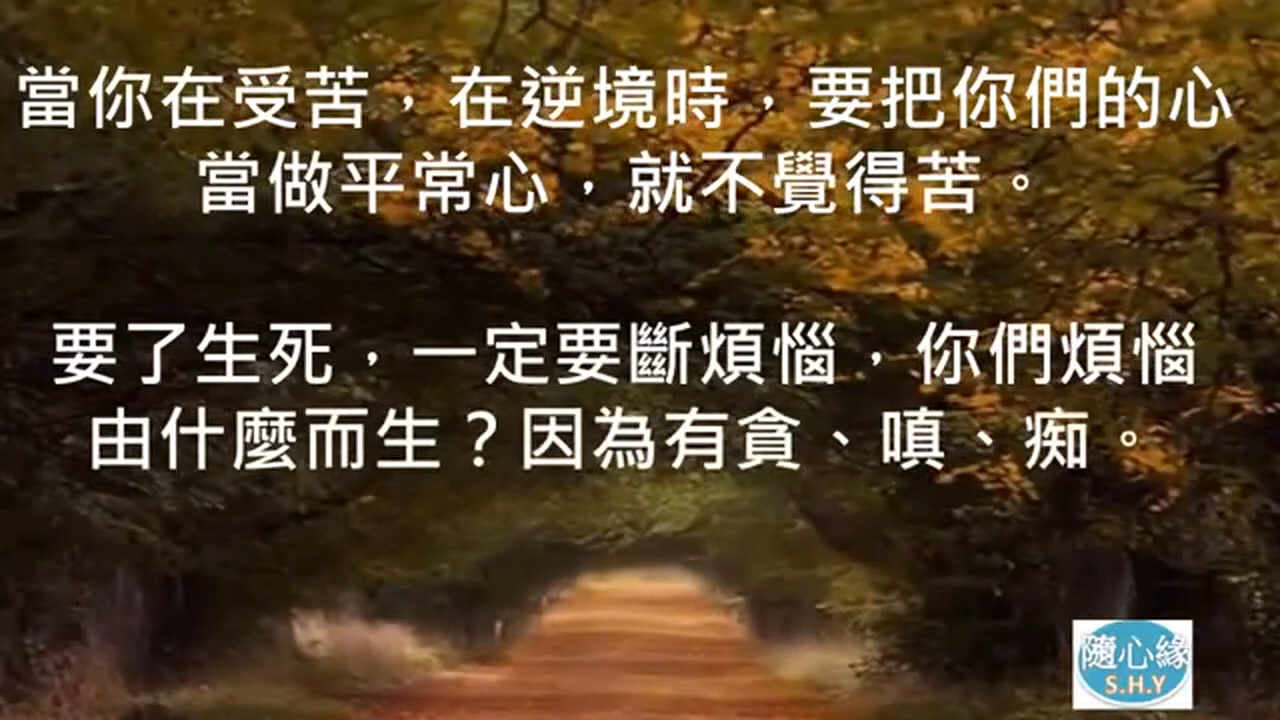 當你在受苦，在逆境時，要把你們的心
當做平常心，就不覺得苦。
要了生死，一定要斷煩惱，你們煩惱
由什麼而生？因為有貪、嗔、痴。
隨心緣
S.H.Y